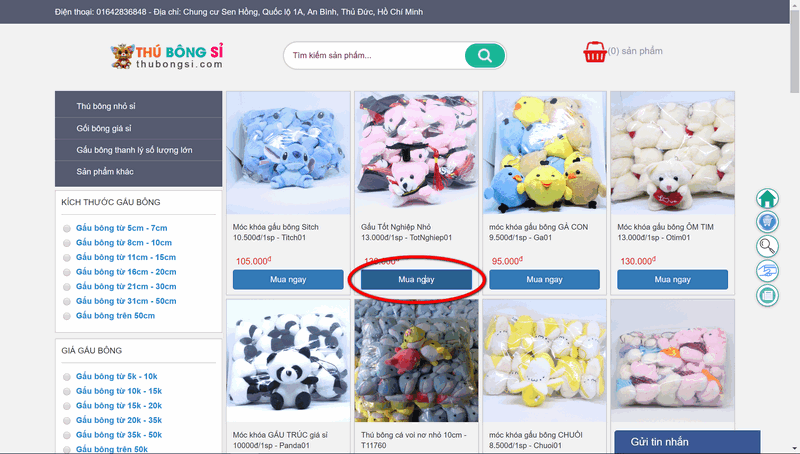 Điện thoại: 01642836848 - Địa chỉ: Chung cư Sen Hồng, Quốc lộ 1A, An Bình, Thủ Đức, Hồ Chí Minh
THÚ BÔNG SỈ
thubongsi.com
Tìm kiếm sản phẩm...
(0) sản phẩm
Thú bông nhỏ sỉ
Gối bông giá sỉ
Gấu bông thanh lý số lượng lớn
Sản phẩm khác
KÍCH THƯỚC GẤU BÔNG
Gấu bông từ 5cm - 7cm
Gấu bông từ 8cm - 10cm
Gấu bông từ 11cm - 15cm
Gấu bông từ 16cm - 20cm
Gấu bông từ 21cm - 30cm
Gấu bông từ 31cm - 50cm
Gấu bông trên 50cm
GIÁ GẤU BÔNG
Gấu bông từ 5k - 10k
Gấu bông từ 10k - 15k
Gấu bông từ 15k - 20k
Gấu bông từ 20k - 35k
Gấu bông từ 35k - 50k
Gấu bông trên 50k
Móc khóa gấu bông Sitch
10.500đ/1sp - Titch01
105.000đ
Mua ngay
Gấu Tốt Nghiệp Nhỏ
13.000đ/1sp - TotNghiep01
130.000đ
Mua ngay
móc khóa gấu bông GÀ CON
9.500đ/1sp - Ga01
95.000đ
Mua ngay
Móc khóa gấu bông ÔM TIM
13.000đ/1sp - Otim01
130.000đ
Mua ngay
Móc khóa GẤU TRÚC giá sỉ
10000đ/1sp - Panda01
Thú bông cá voi nơ nhỏ 10cm -
T11760
móc khóa gấu bông CHUỐI
8.500đ/1sp - Chuoi01
Gửi tin nhắn